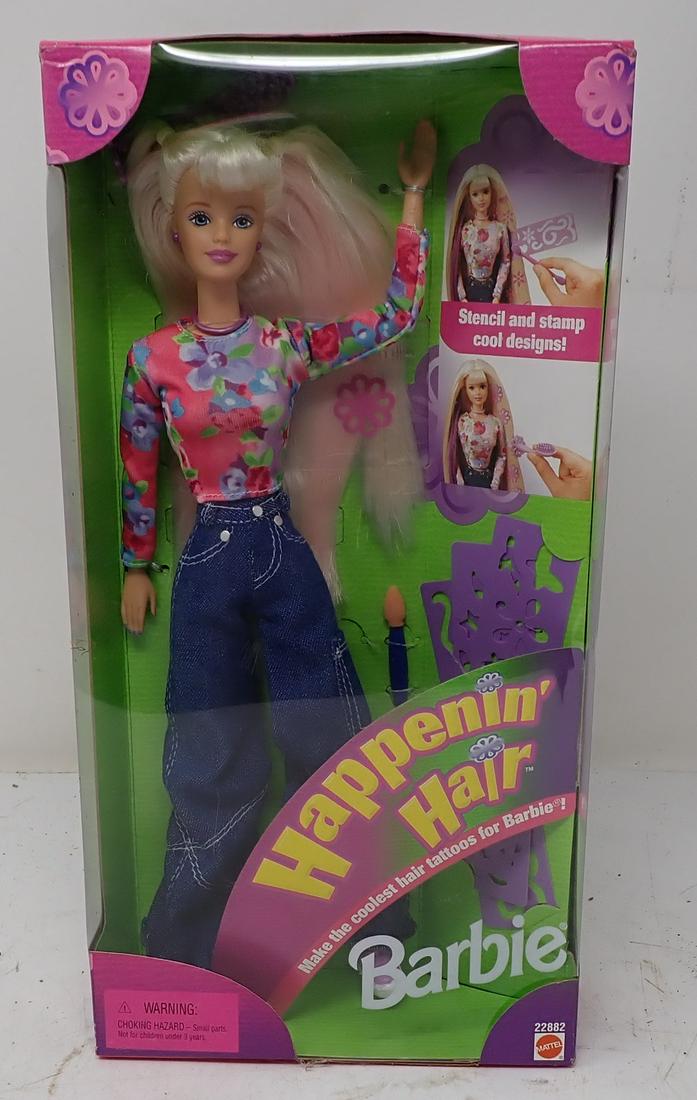 Stencil and stamp
cool designs!
Happenin'
Hair™
Make the coolest hair tattoos for Barbie®!
Barbie®
⚠ WARNING:
CHOKING HAZARD – Small parts.
Not for children under 3 years.
22882
MATTEL